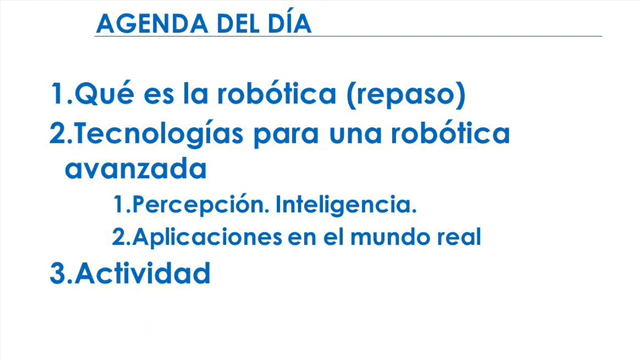 AGENDA DEL DÍA
1.Qué es la robótica (repaso)
2.Tecnologías para una robótica
avanzada
1.Percepción. Inteligencia.
2.Aplicaciones en el mundo real
3.Actividad